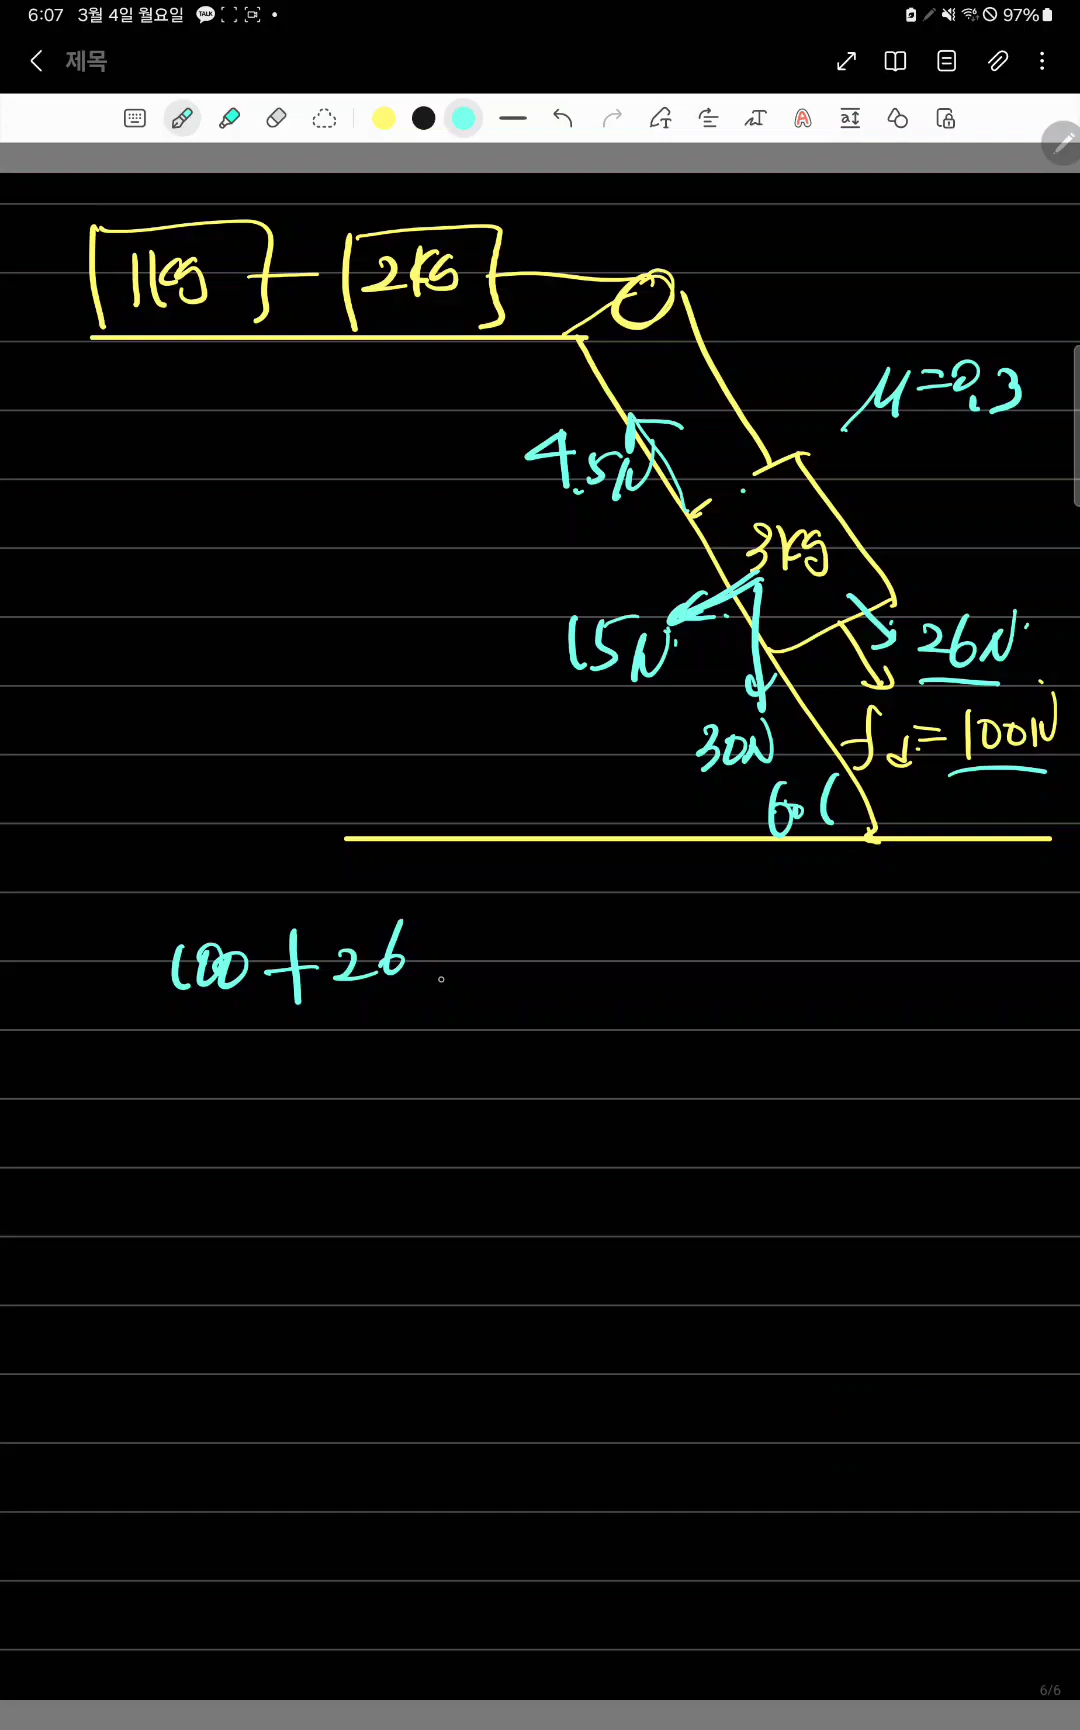 6:07 3월 4일 월요일 TALK 97%
제목
1kg 2kg
μ=0.3
4.5N
3kg
15N
26N
30N
f↓=100N
60
100+26
6/6